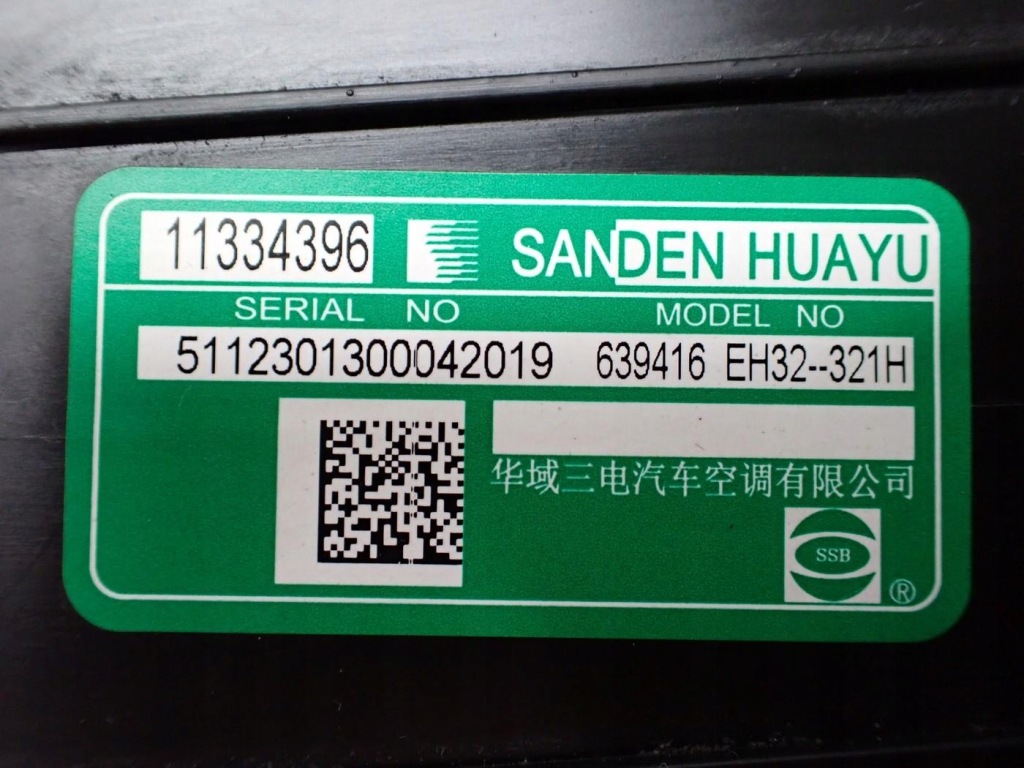 11334396 SANDEN HUAYU
SERIAL NO MODEL NO
5112301300042019 639416 EH32--321H
华域三电汽车空调有限公司
SSB
®